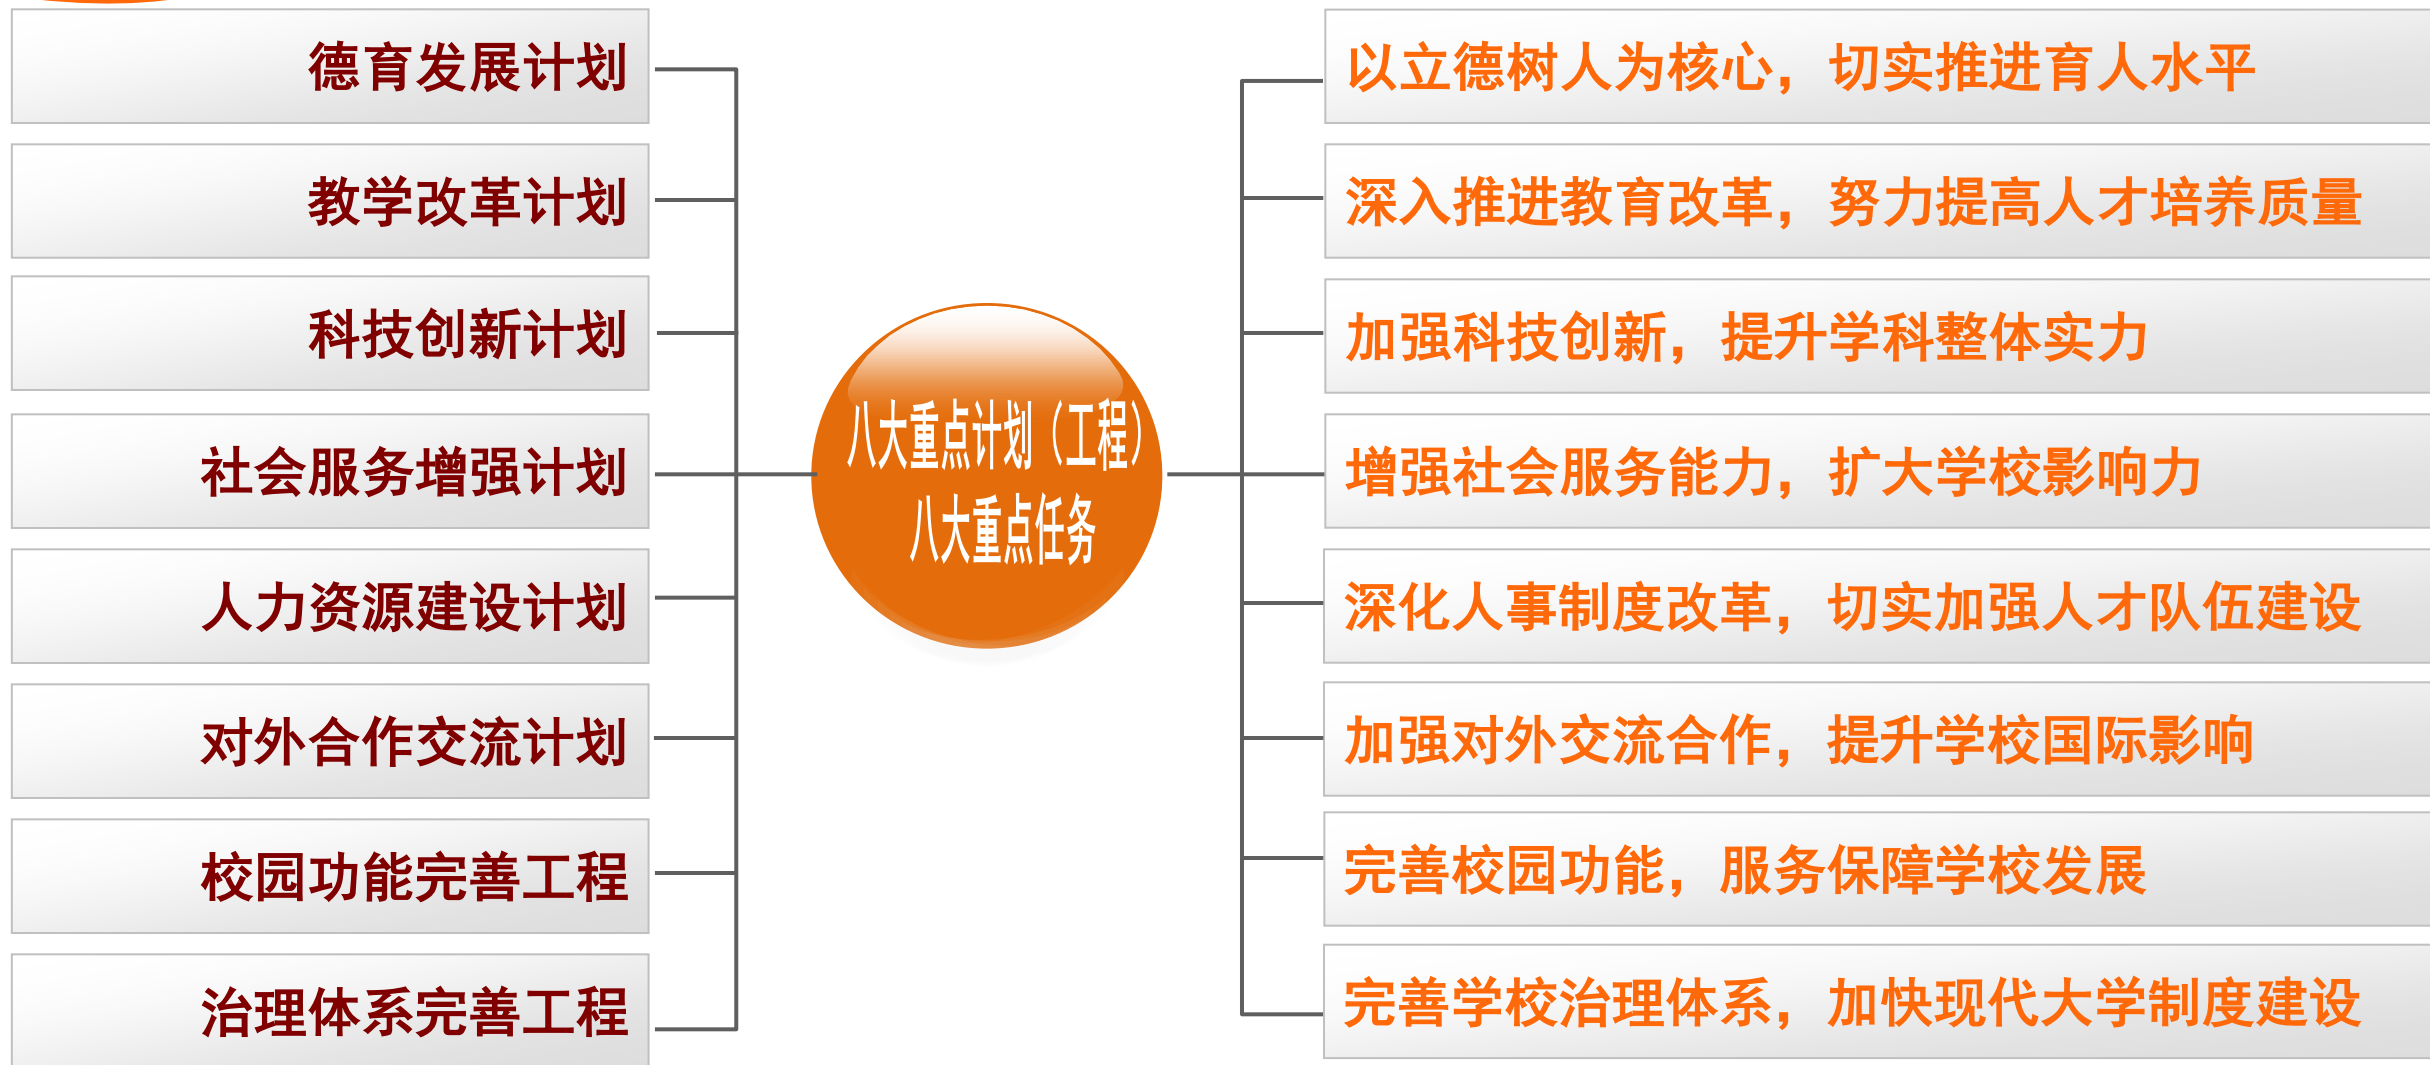 德育发展计划
教学改革计划
科技创新计划
社会服务增强计划
人力资源建设计划
对外合作交流计划
校园功能完善工程
治理体系完善工程
八大重点计划（工程）
八大重点任务
以立德树人为核心，切实推进育人水平
深入推进教育改革，努力提高人才培养质量
加强科技创新，提升学科整体实力
增强社会服务能力，扩大学校影响力
深化人事制度改革，切实加强人才队伍建设
加强对外交流合作，提升学校国际影响
完善校园功能，服务保障学校发展
完善学校治理体系，加快现代大学制度建设